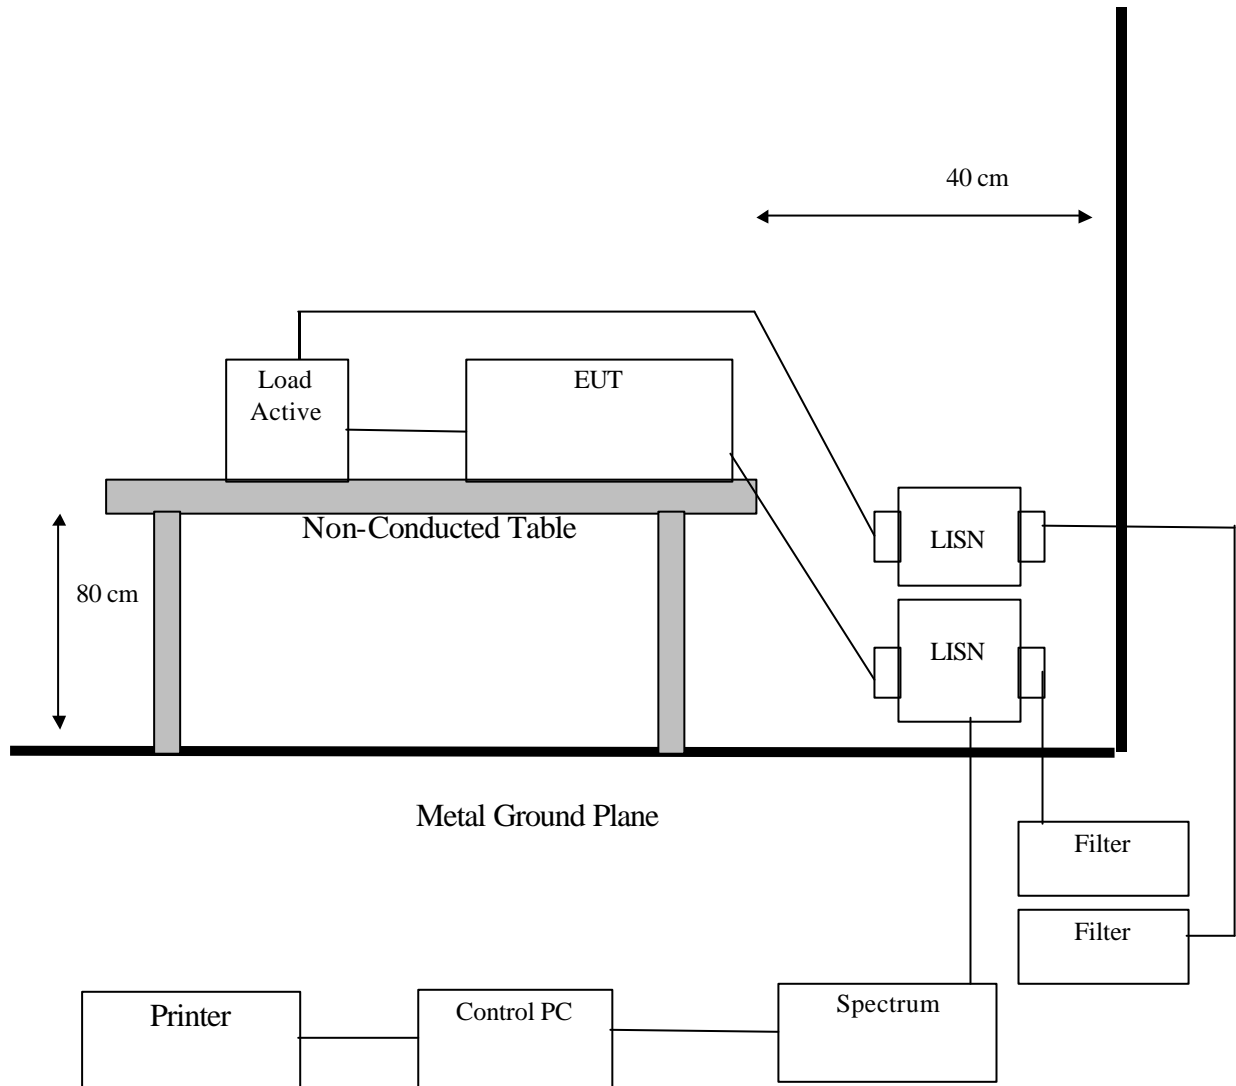 40 cm
Load
Active
EUT
Non-Conducted Table
LISN
80 cm
LISN
Metal Ground Plane
Filter
Filter
Printer
Control PC
Spectrum